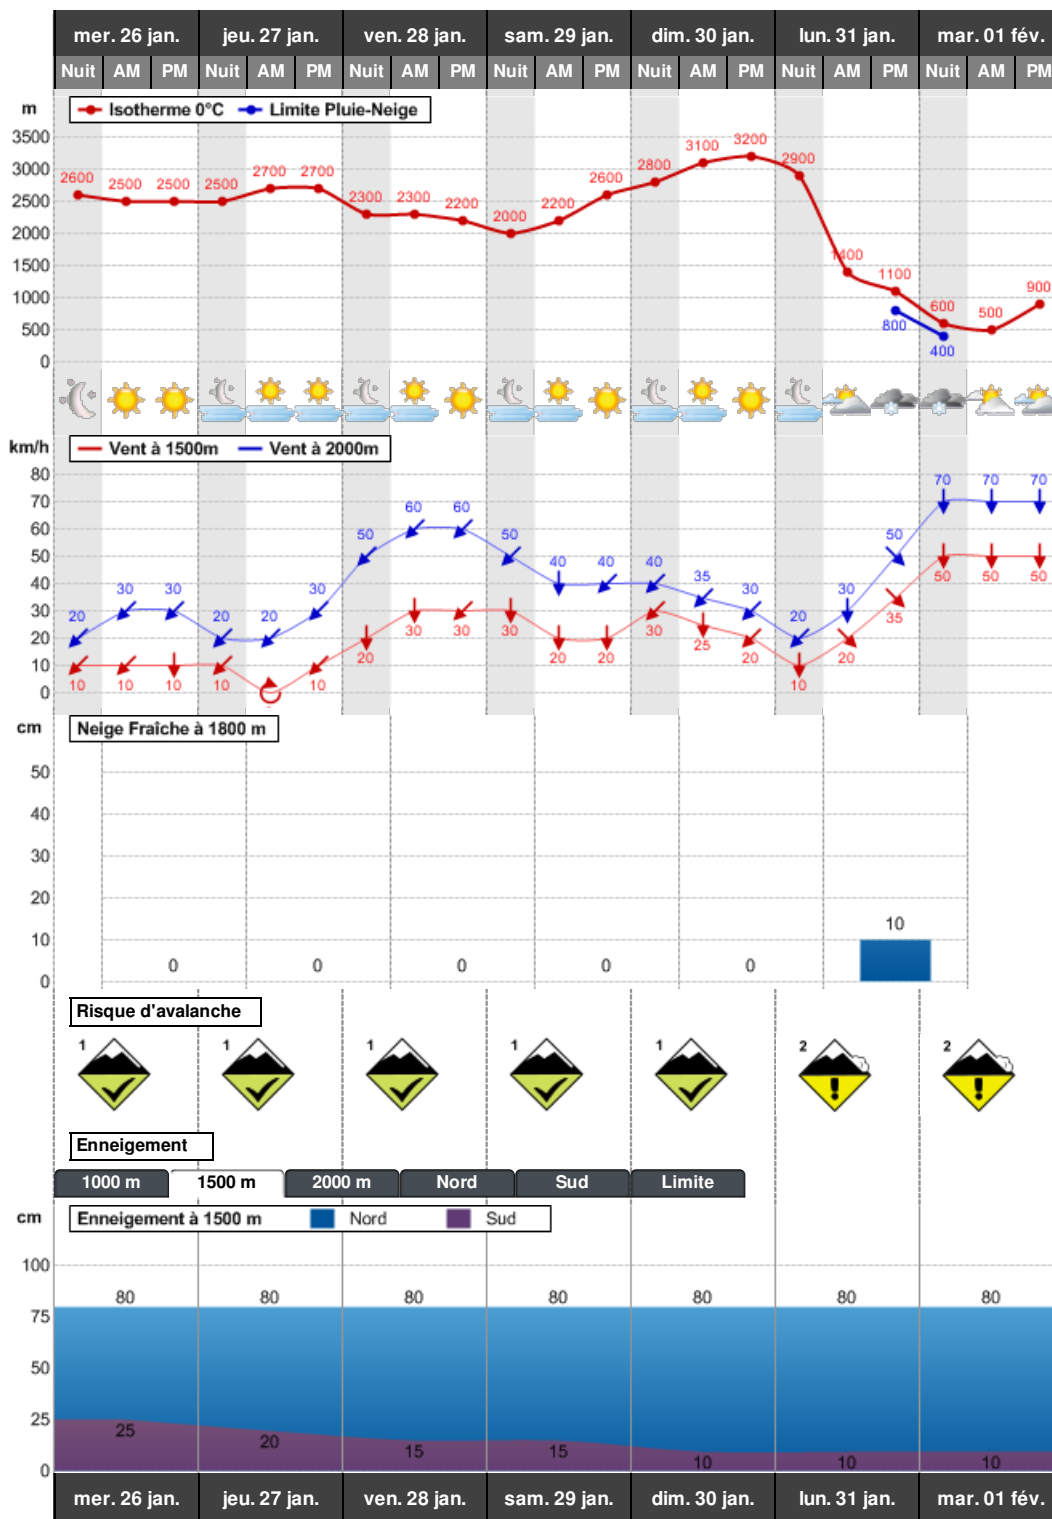 mer. 26 jan. jeu. 27 jan. ven. 28 jan. sam. 29 jan. dim. 30 jan. lun. 31 jan. mar. 01 fév.
Nuit AM PM Nuit AM PM Nuit AM PM Nuit AM PM Nuit AM PM Nuit AM PM Nuit AM PM
m Isotherme 0°C Limite Pluie-Neige
3500
3000
2500
2000
1500
1000
500
0
2600 2500 2500 2500 2700 2700 2300 2300 2200 2000 2200 2600 2800 3100 3200 2900 1400 1100 600 500 900
800 400
km/h Vent à 1500m Vent à 2000m
80
70
60
50
40
30
20
10
0
20 30 30 20 20 30 50 60 60 50 40 40 40 35 30 20 30 50 70 70 70
10 10 10 10 10 20 30 30 30 20 20 30 25 20 10 20 35 50 50 50
cm Neige Fraîche à 1800 m
50
40
30
20
10
0
0 0 0 0 0 10
Risque d'avalanche
1 1 1 1 1 2 2
Enneigement
1000 m 1500 m 2000 m Nord Sud Limite
cm Enneigement à 1500 m Nord Sud
100
75
50
25
0
80 80 80 80 80 80 80
25 20 15 15 10 10 10
mer. 26 jan. jeu. 27 jan. ven. 28 jan. sam. 29 jan. dim. 30 jan. lun. 31 jan. mar. 01 fév.